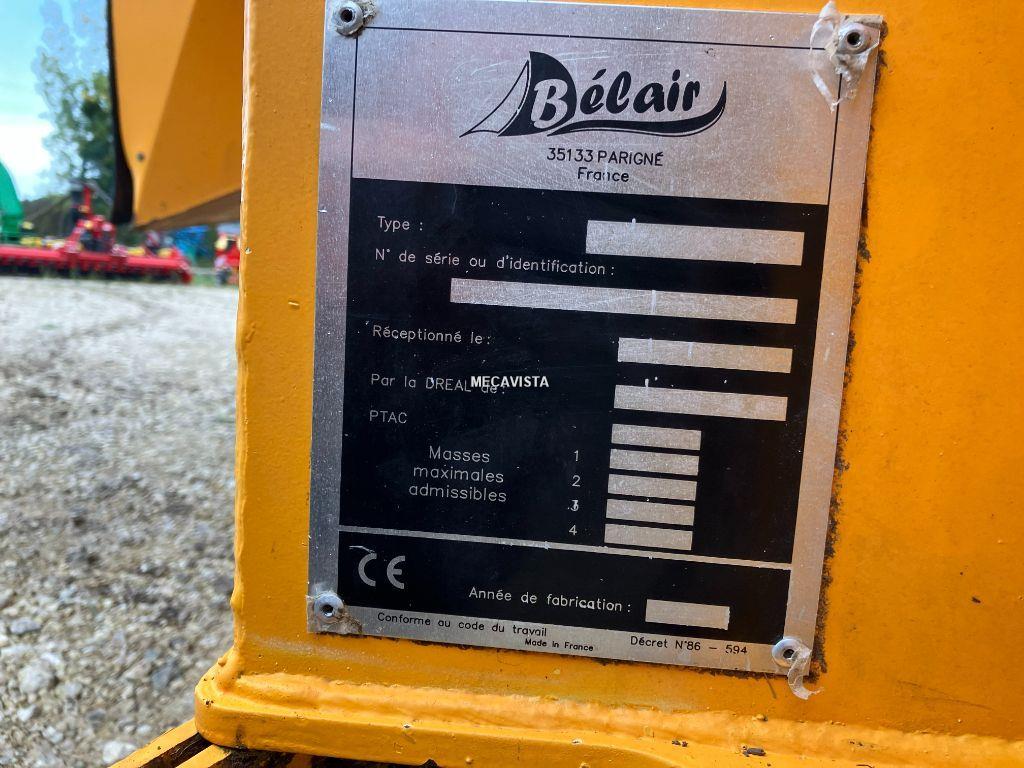 Bélair
35133 PARIGNÉ
France
Type :
N° de série ou d'identification :
Réceptionné le :
Par la DREAL de :
MECAVISTA
PTAC
Masses
maximales
admissibles
1
2
3
4
CE
Année de fabrication :
Conforme au code du travail
Made in France
Décret N°86 - 594